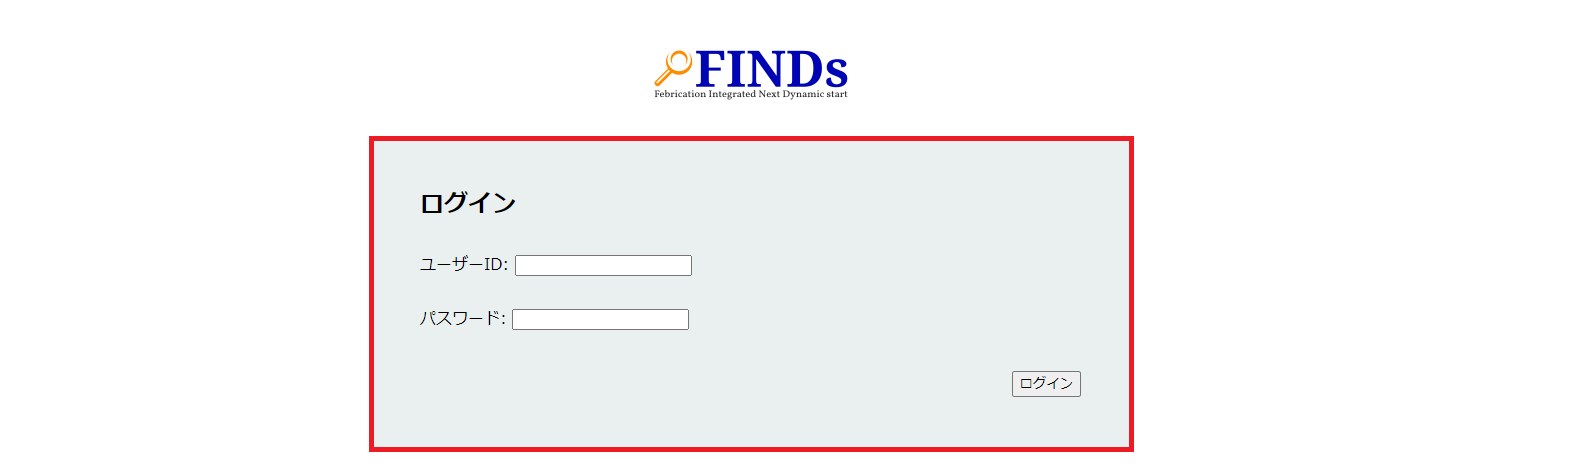 FINDs
Febrication Integrated Next Dynamic start
ログイン
ユーザーID:
パスワード:
ログイン